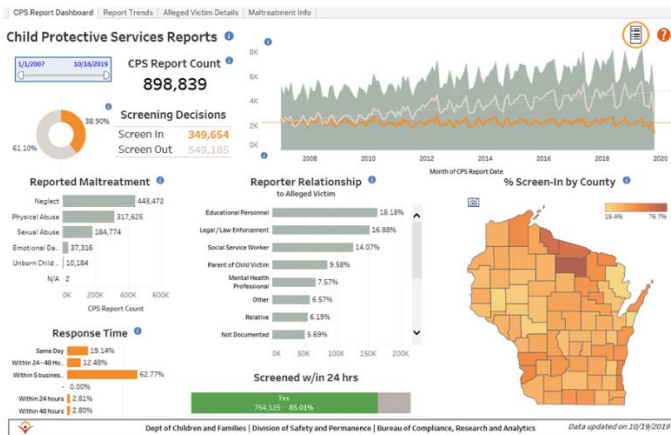 CPS Report Dashboard Report Trends Alleged Victim Details Maltreatment Info
Child Protective Services Reports
1/1/2007 10/18/2019
CPS Report Count
898,839
38.90%
61.10%
Screening Decisions
Screen In 349,654
Screen Out 549,185
8K
6K
4K
2K
0K
2008 2010 2012 2014 2016 2018 2020
Month of CPS Report Date
Reported Maltreatment
Neglect 443,472
Physical Abuse 317,625
Sexual Abuse 184,774
Emotional Da.. 37,316
Unborn Child .. 10,184
N/A 2
0K 200K 400K 600K
CPS Report Count
Reporter Relationship
to Alleged Victim
Educational Personnel 18.18%
Legal/Law Enforcement 16.88%
Social Service Worker 14.07%
Parent of Child Victim 9.58%
Mental Health
Professional 7.57%
Other 6.57%
Relative 6.19%
Not Documented 5.69%
0K 50K 100K 150K 200K
% Screen-In by County
19.4% 76.7%
Response Time
Same Day 19.14%
Within 24 - 48 Ho.. 12.48%
Within 5 busines.. 62.77%
- 0.00%
Within 24 hours 2.81%
Within 48 hours 2.80%
Screened w/in 24 hrs
Yes
764,125 85.01%
Dept of Children and Families | Division of Safety and Permanence | Bureau of Compliance, Research and Analytics
Data updated on 10/19/2019